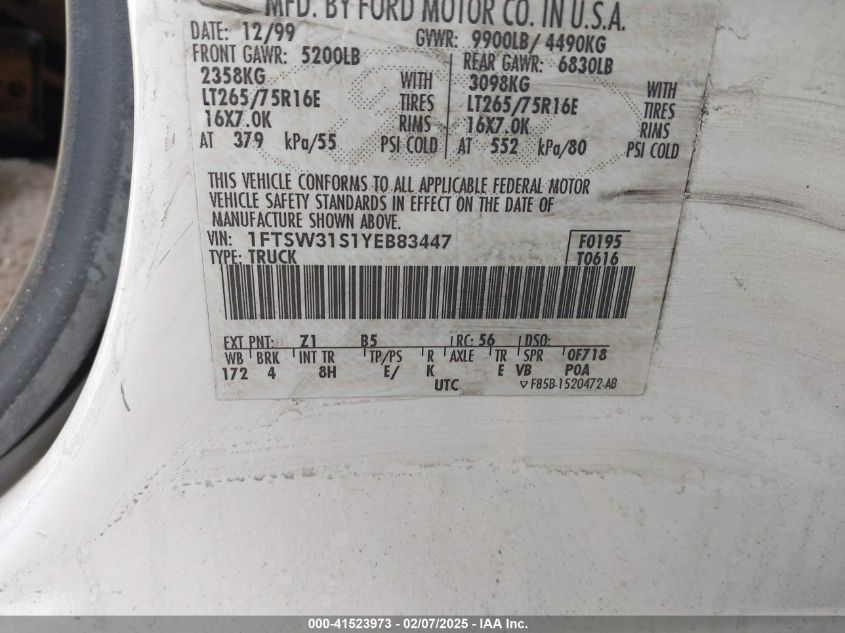 MFD. BY FORD MOTOR CO. IN U.S.A.
DATE: 12/99 GVWR: 9900LB/ 4490KG
FRONT GAWR: 5200LB REAR GAWR: 6830LB
2358KG WITH 3098KG WITH
LT265/75R16E TIRES LT265/75R16E TIRES
16X7.0K RIMS 16X7.0K RIMS
AT 379 kPa/55 PSI COLD AT 552 kPa/80 PSI COLD
THIS VEHICLE CONFORMS TO ALL APPLICABLE FEDERAL MOTOR
VEHICLE SAFETY STANDARDS IN EFFECT ON THE DATE OF
MANUFACTURE SHOWN ABOVE.
VIN: 1FTSW31S1YEB83447 F0195
TYPE: TRUCK T0616
EXT PNT: Z1 B5 RC: 56 DSO:
WB BRK INT TR TP/PS R AXLE TR SPR 0F718
172 4 8H E/ K E VB P0A
UTC ▽ F85B-1520472-AB
000-41523973 - 02/07/2025 - IAA Inc.